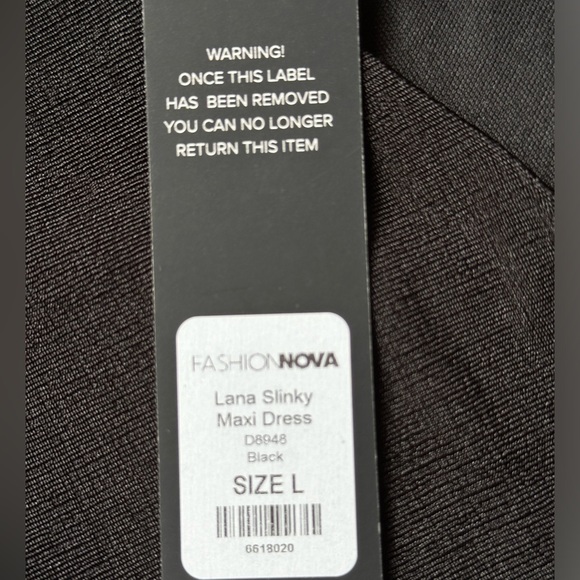 WARNING!
ONCE THIS LABEL
HAS BEEN REMOVED
YOU CAN NO LONGER
RETURN THIS ITEM
FASHIONNOVA
Lana Slinky
Maxi Dress
D8948
Black
SIZE L
6618020